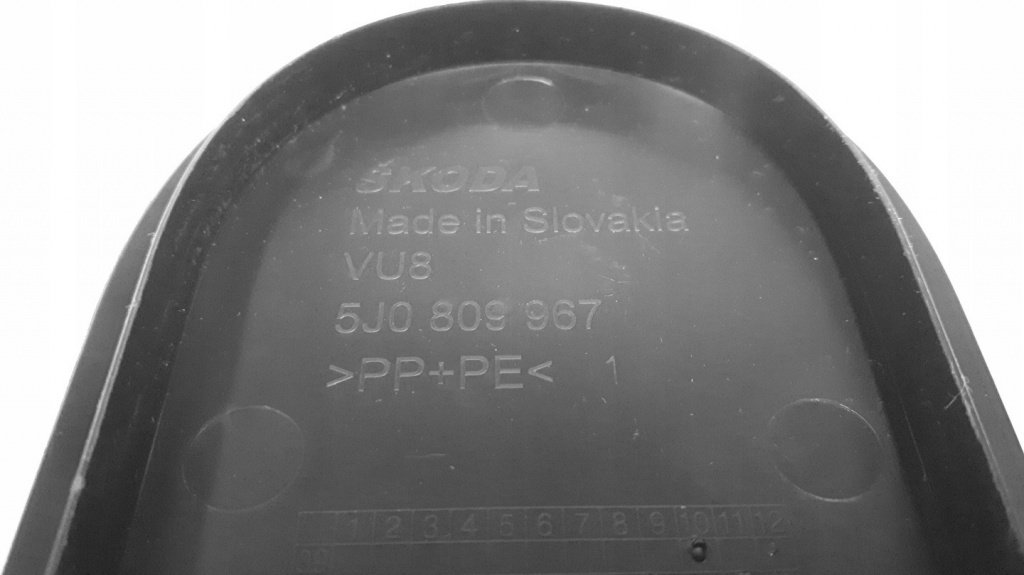 ŠKODA
Made in Slovakia
VU8
5J0 809 967
>PP+PE< 1
1 2 3 4 5 6 7 8 9 10 11 12